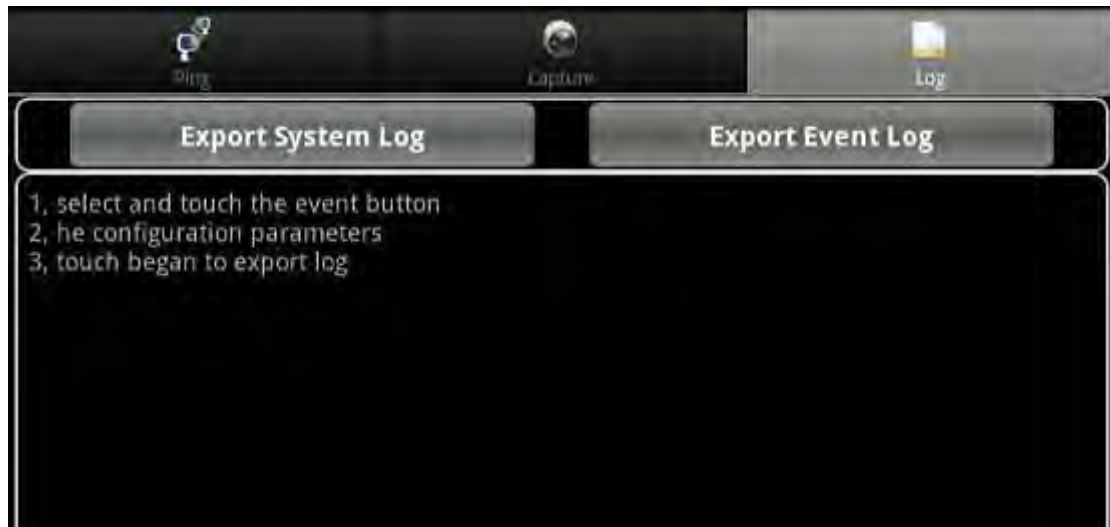 Ping
Capture
Log
Export System Log
Export Event Log
1, select and touch the event button
2, he configuration parameters
3, touch began to export log